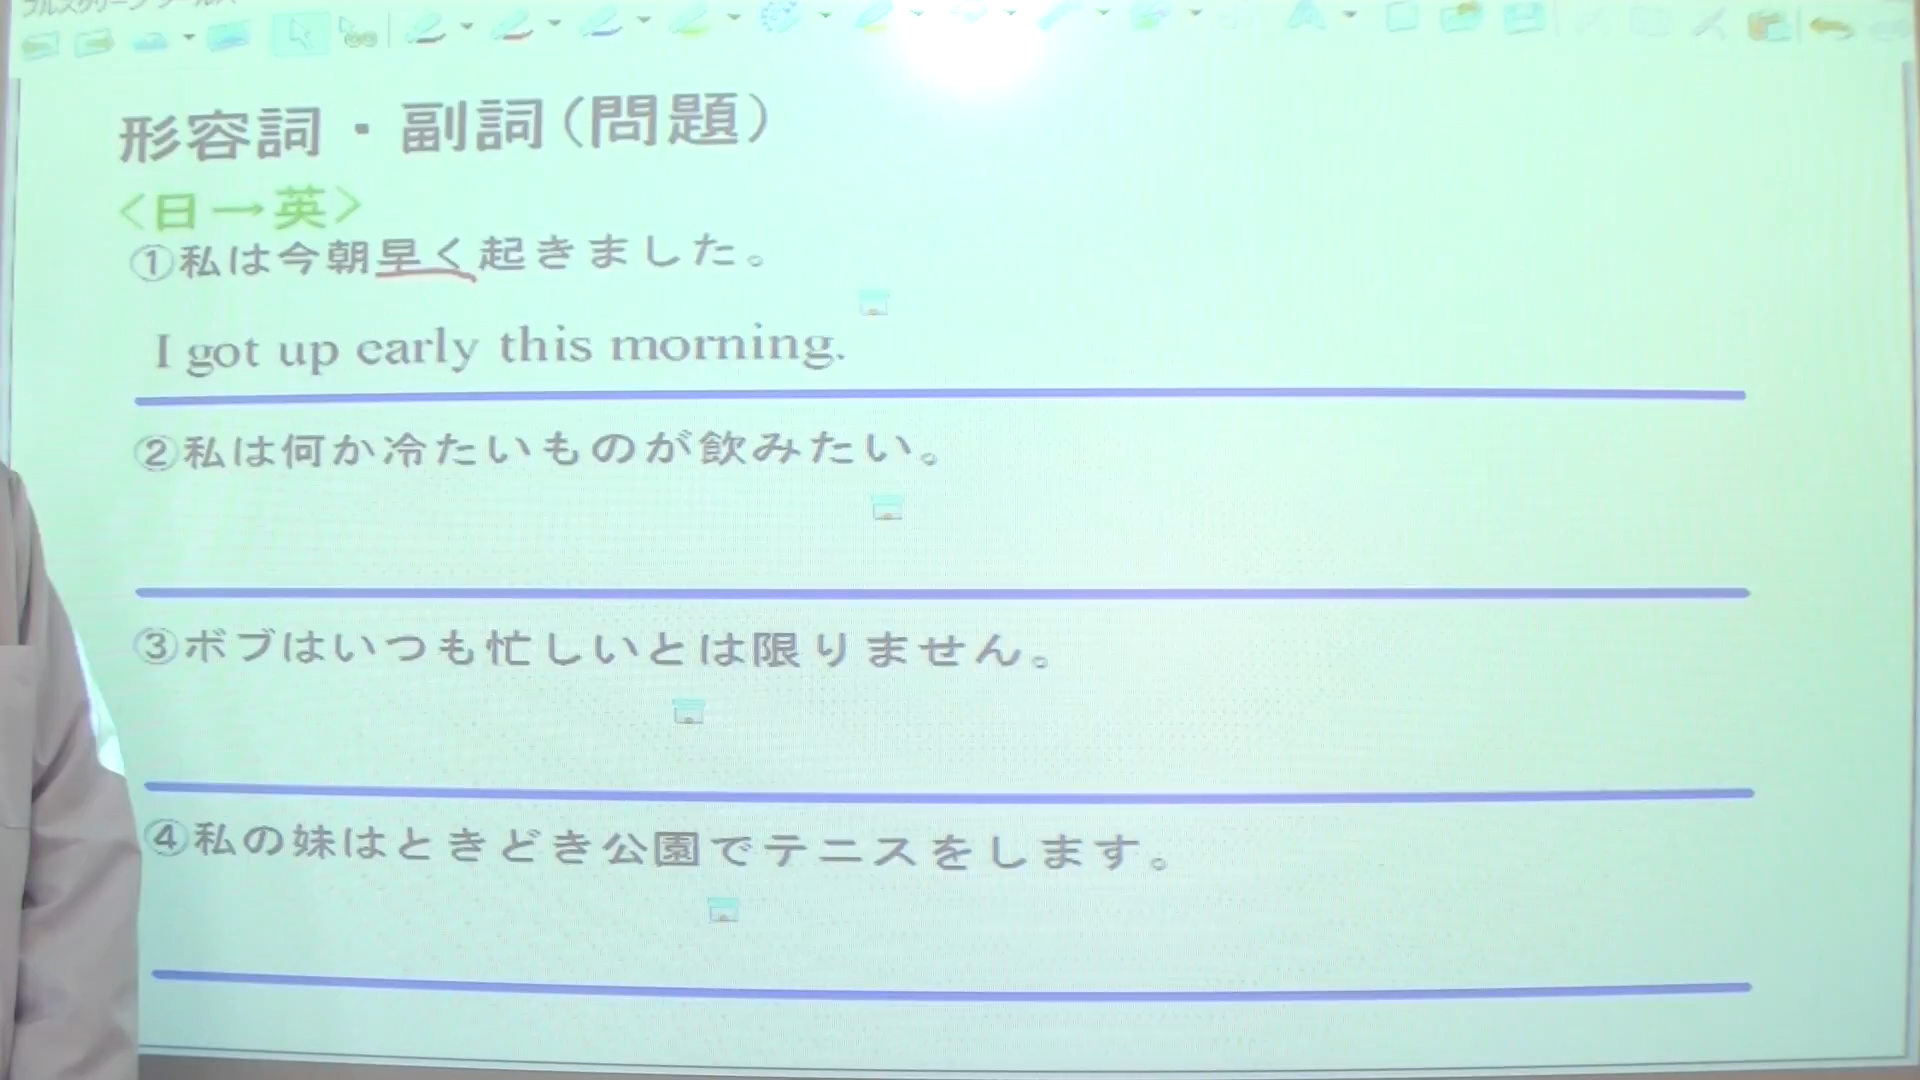 形容詞・副詞(問題)
<日→英>
①私は今朝早く起きました。
I got up early this morning.
②私は何か冷たいものが飲みたい。
③ボブはいつも忙しいとは限りません。
④私の妹はときどき公園でテニスをします。